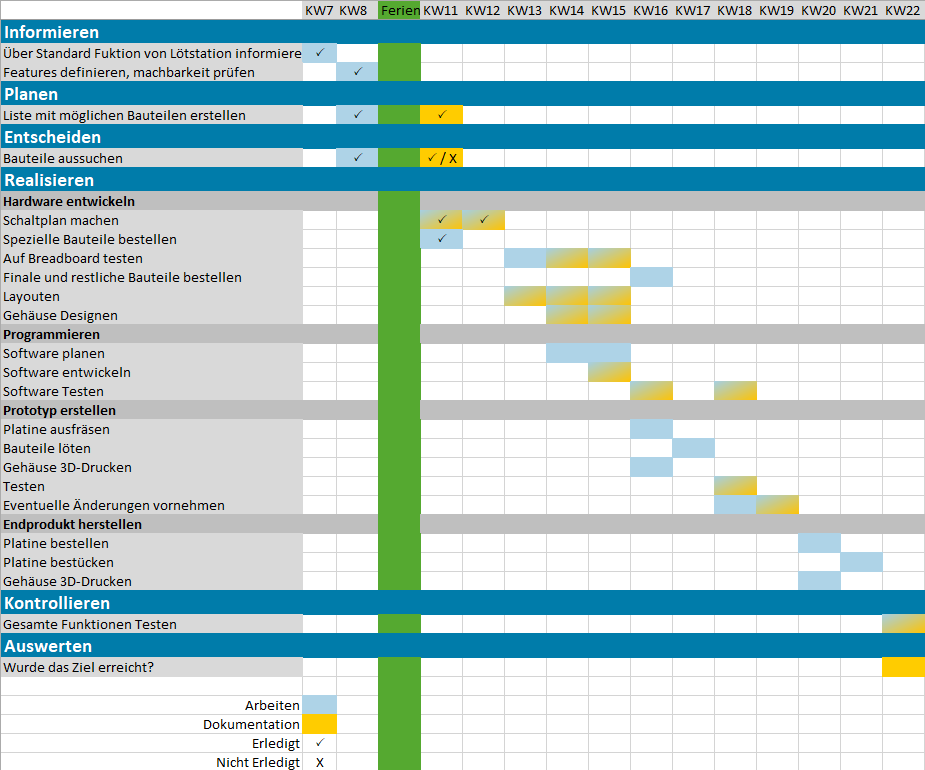 KW7 KW8 Ferien KW11 KW12 KW13 KW14 KW15 KW16 KW17 KW18 KW19 KW20 KW21 KW22
Informieren
Über Standard Fuktion von Lötstation informiere ✓
Features definieren, machbarkeit prüfen ✓
Planen
Liste mit möglichen Bauteilen erstellen ✓ ✓
Entscheiden
Bauteile aussuchen ✓ ✓ / X
Realisieren
Hardware entwickeln
Schaltplan machen ✓ ✓
Spezielle Bauteile bestellen ✓
Auf Breadboard testen
Finale und restliche Bauteile bestellen
Layouten
Gehäuse Designen
Programmieren
Software planen
Software entwickeln
Software Testen
Prototyp erstellen
Platine ausfräsen
Bauteile löten
Gehäuse 3D-Drucken
Testen
Eventuelle Änderungen vornehmen
Endprodukt herstellen
Platine bestellen
Platine bestücken
Gehäuse 3D-Drucken
Kontrollieren
Gesamte Funktionen Testen
Auswerten
Wurde das Ziel erreicht?
Arbeiten
Dokumentation
Erledigt ✓
Nicht Erledigt X